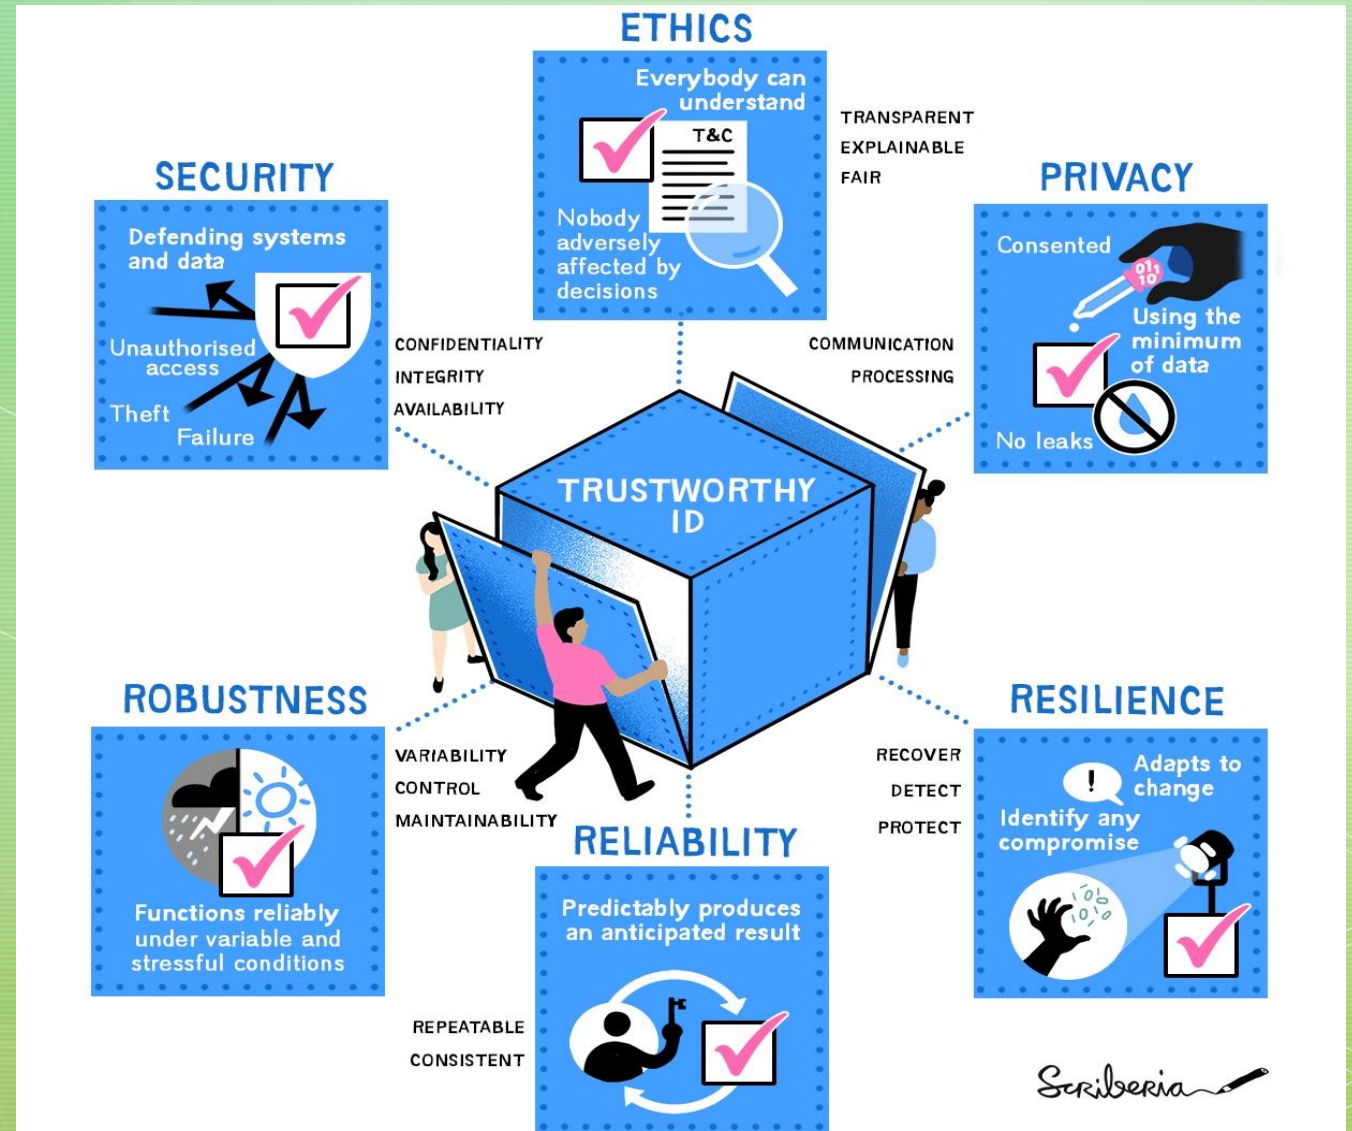 ETHICS
Everybody can
understand
T&C
Nobody
adversely
affected by
decisions
TRANSPARENT
EXPLAINABLE
FAIR
SECURITY
Defending systems
and data
Unauthorised
access
Theft
Failure
CONFIDENTIALITY
INTEGRITY
AVAILABILITY
PRIVACY
Consented
011
10
Using the
minimum
of data
No leaks
COMMUNICATION
PROCESSING
TRUSTWORTHY
ID
ROBUSTNESS
Functions reliably
under variable and
stressful conditions
VARIABILITY
CONTROL
MAINTAINABILITY
RELIABILITY
Predictably produces
an anticipated result
REPEATABLE
CONSISTENT
RESILIENCE
!
Adapts to
change
Identify any
compromise
RECOVER
DETECT
PROTECT
Scriberia